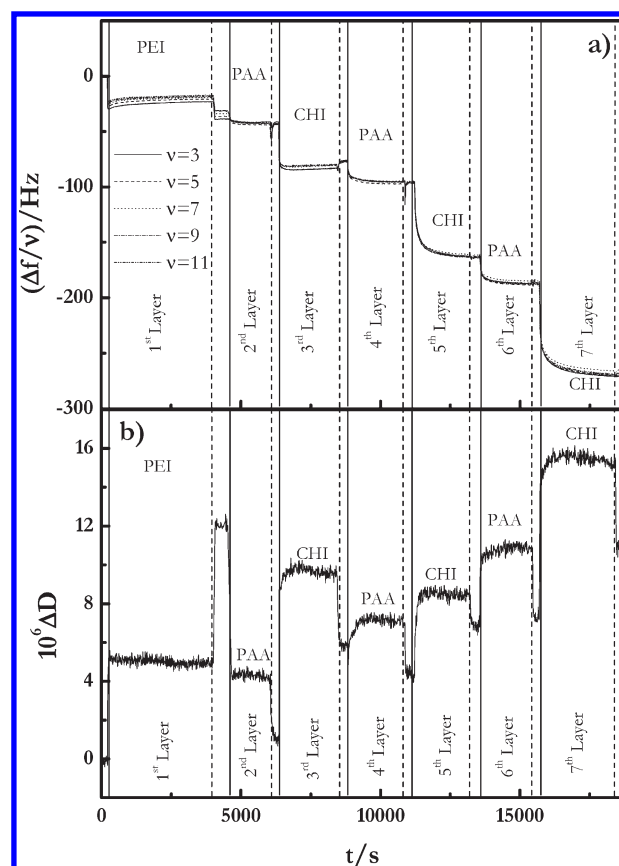 a)
PEI
PAA
CHI
PAA
CHI
PAA
CHI
ν=3
ν=5
ν=7
ν=9
ν=11
0
-100
-200
-300
(Δf/ν)/Hz
1st Layer
2nd Layer
3rd Layer
4th Layer
5th Layer
6th Layer
7th Layer
b)
PEI
PAA
CHI
PAA
CHI
PAA
CHI
16
12
8
4
0
10⁶ΔD
1st Layer
2nd Layer
3rd Layer
4th Layer
5th Layer
6th Layer
7th Layer
0 5000 10000 15000
t/s